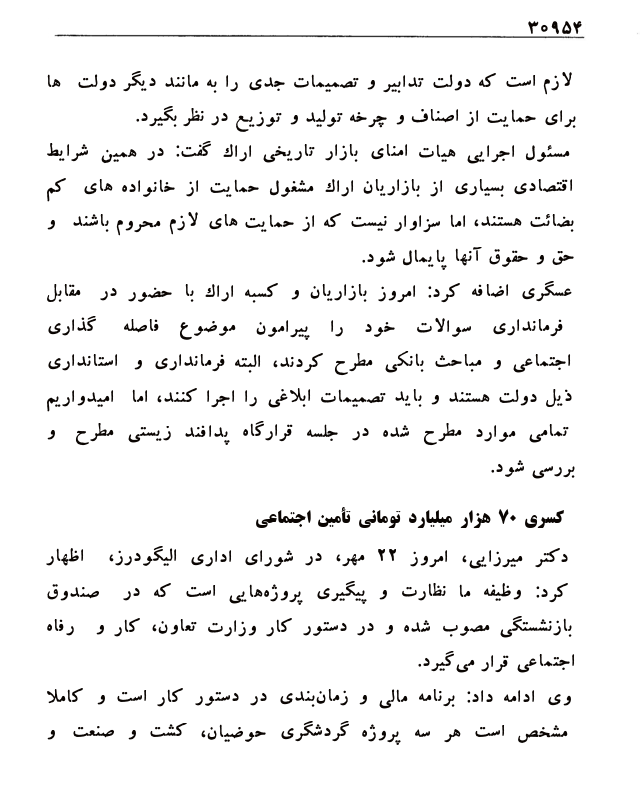 ۳۰۹۵۴
لازم است که دولت تدابیر و تصمیمات جدی را به مانند دیگر دولت ها
برای حمایت از اصناف و چرخه تولید و توزیع در نظر بگیرد.
مسئول اجرایی هیات امنای بازار تاریخی اراك گفت: در همین شرایط
اقتصادی بسیاری از بازاریان اراك مشغول حمایت از خانواده های کم
بضائت هستند، اما سزاوار نیست که از حمایت های لازم محروم باشند و
حق و حقوق آنها پایمال شود.
عسگری اضافه کرد: امروز بازاریان و کسبه اراك با حضور در مقابل
فرمانداری سوالات خود را پیرامون موضوع فاصله گذاری
اجتماعی و مباحث بانکی مطرح کردند، البته فرمانداری و استانداری
ذیل دولت هستند و باید تصمیمات ابلاغی را اجرا کنند، اما امیدواریم
تمامی موارد مطرح شده در جلسه قرارگاه پدافند زیستی مطرح و
بررسی شود.
کسری ۷۰ هزار میلیارد تومانی تأمین اجتماعی
دکتر میرزایی، امروز ۲۲ مهر، در شورای اداری الیگودرز، اظهار
کرد: وظیفه ما نظارت و پیگیری پروژه‌هایی است که در صندوق
بازنشستگی مصوب شده و در دستور کار وزارت تعاون، کار و رفاه
اجتماعی قرار می‌گیرد.
وی ادامه داد: برنامه مالی و زمان‌بندی در دستور کار است و کاملا
مشخص است هر سه پروژه گردشگری حوضیان، کشت و صنعت و